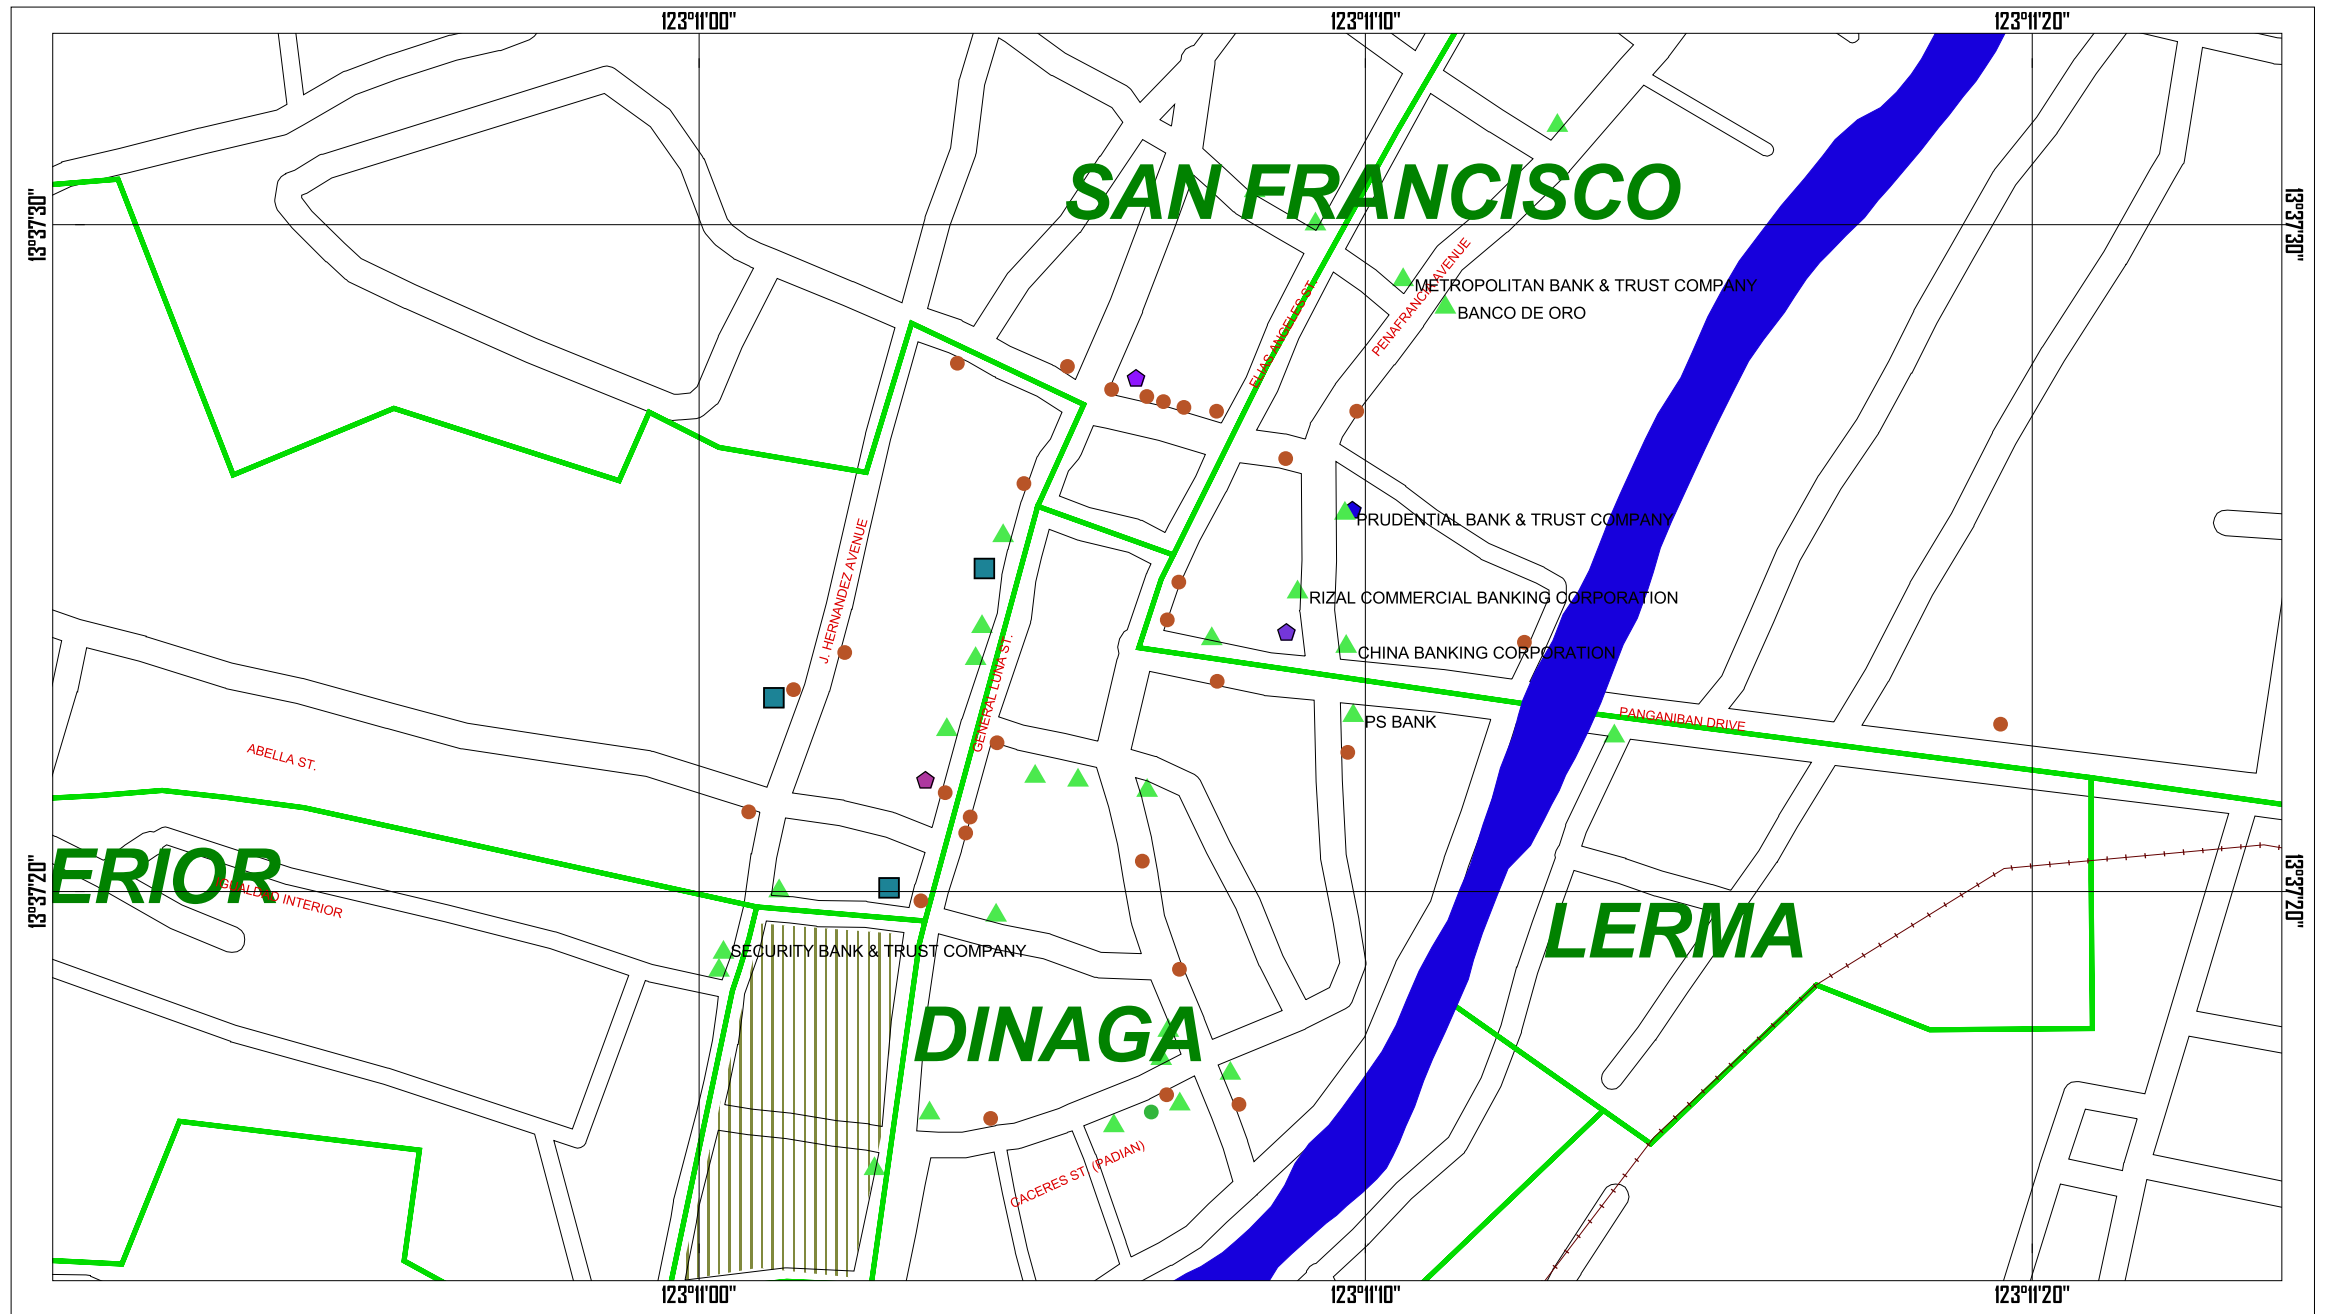 123°11'00"
123°11'10"
123°11'20"
SAN FRANCISCO
13°37'30"
13°37'30"
PENAFRANCIA AVENUE
METROPOLITAN BANK & TRUST COMPANY
BANCO DE ORO
ELIAS ANGELES ST.
PRUDENTIAL BANK & TRUST COMPANY
J. HERNANDEZ AVENUE
RIZAL COMMERCIAL BANKING CORPORATION
CHINA BANKING CORPORATION
GENERAL LUNA ST.
PS BANK
PANGANIBAN DRIVE
ABELLA ST.
ERIOR
IGUALDAD INTERIOR
13°37'20"
13°37'20"
LERMA
SECURITY BANK & TRUST COMPANY
DINAGA
CACERES ST. (PADIAN)
123°11'00"
123°11'10"
123°11'20"